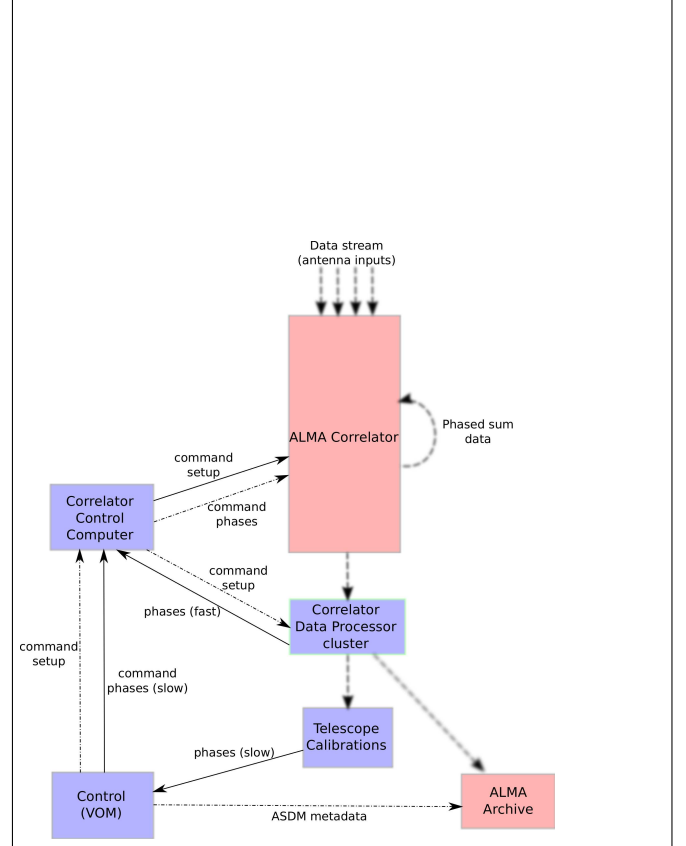 Data stream
(antenna inputs)
ALMA Correlator
Phased sum
data
command
setup
command
phases
Correlator
Control
Computer
command
setup
phases (fast)
Correlator
Data Processor
cluster
command
setup
command
phases (slow)
Telescope
Calibrations
phases (slow)
Control
(VOM)
ASDM metadata
ALMA
Archive